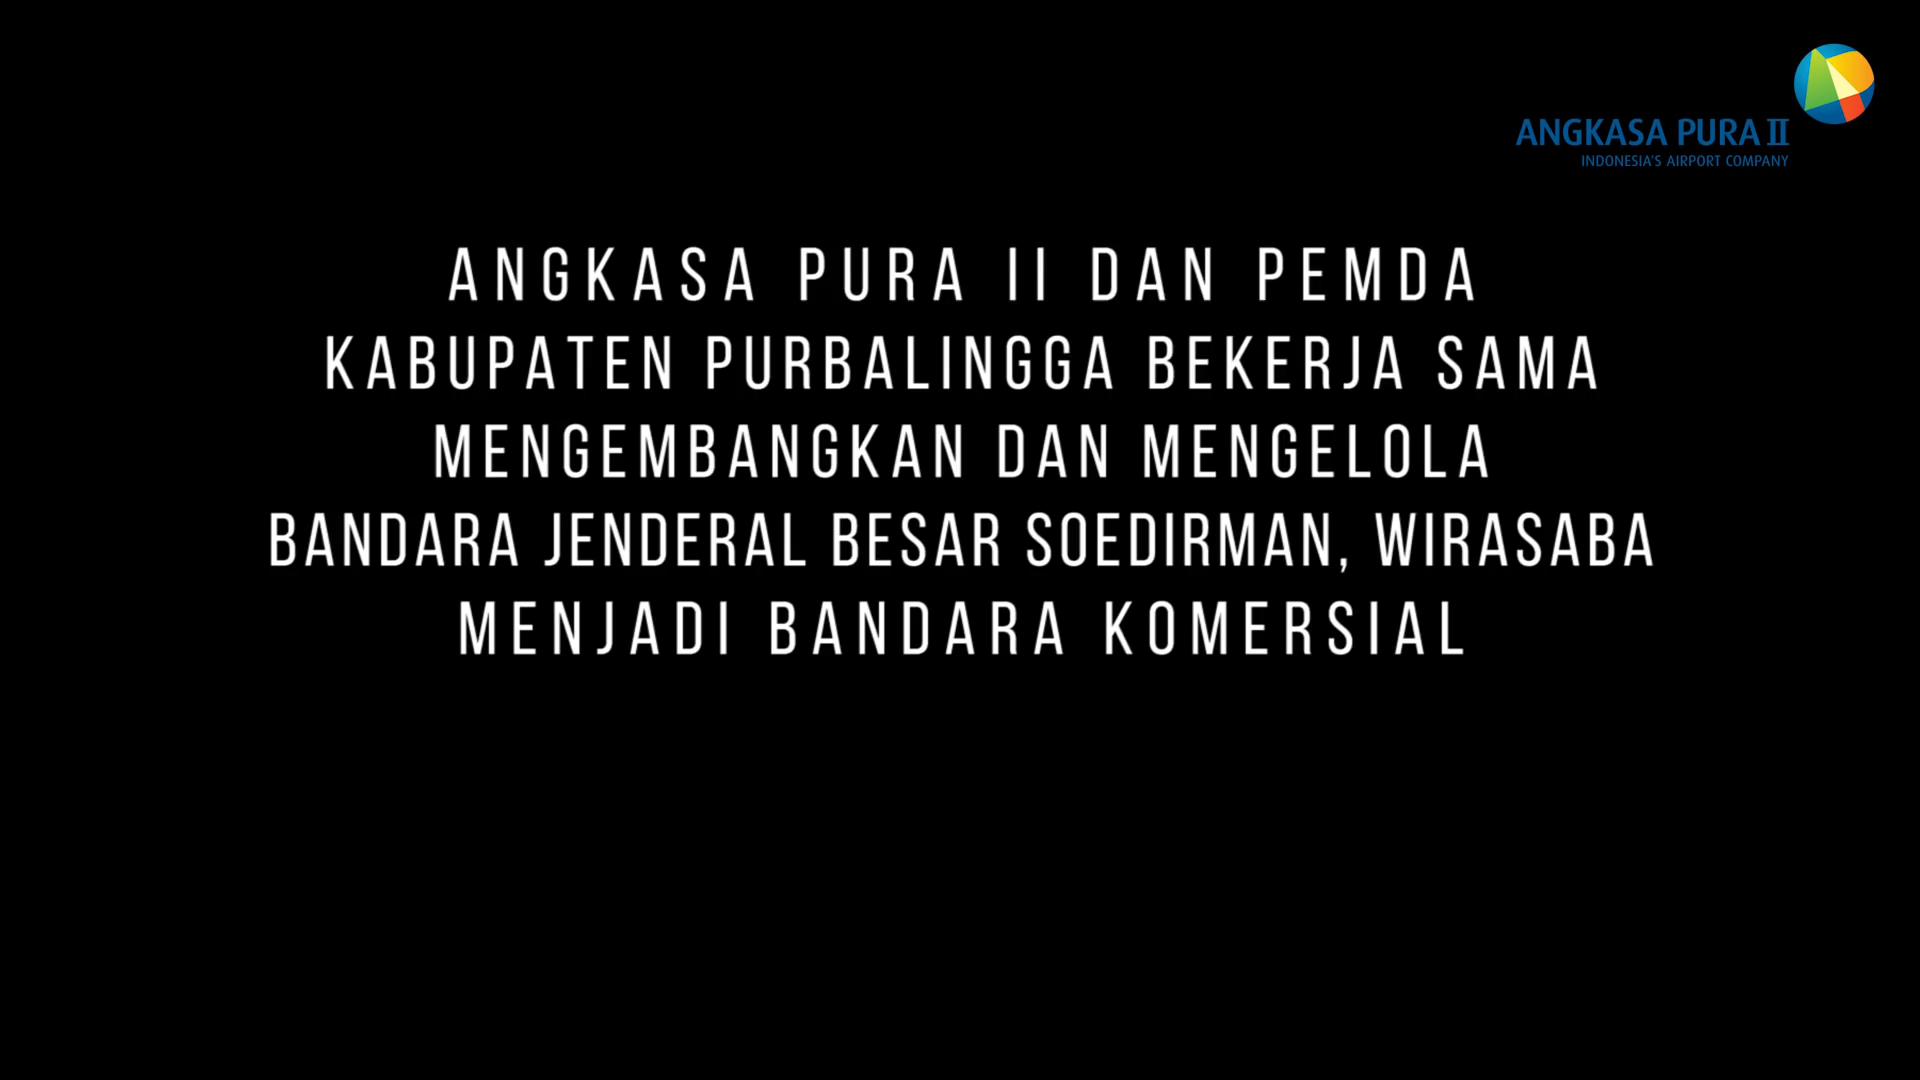 ANGKASA PURA II
INDONESIA'S AIRPORT COMPANY
ANGKASA PURA II DAN PEMDA
KABUPATEN PURBALINGGA BEKERJA SAMA
MENGEMBANGKAN DAN MENGELOLA
BANDARA JENDERAL BESAR SOEDIRMAN, WIRASABA
MENJADI BANDARA KOMERSIAL